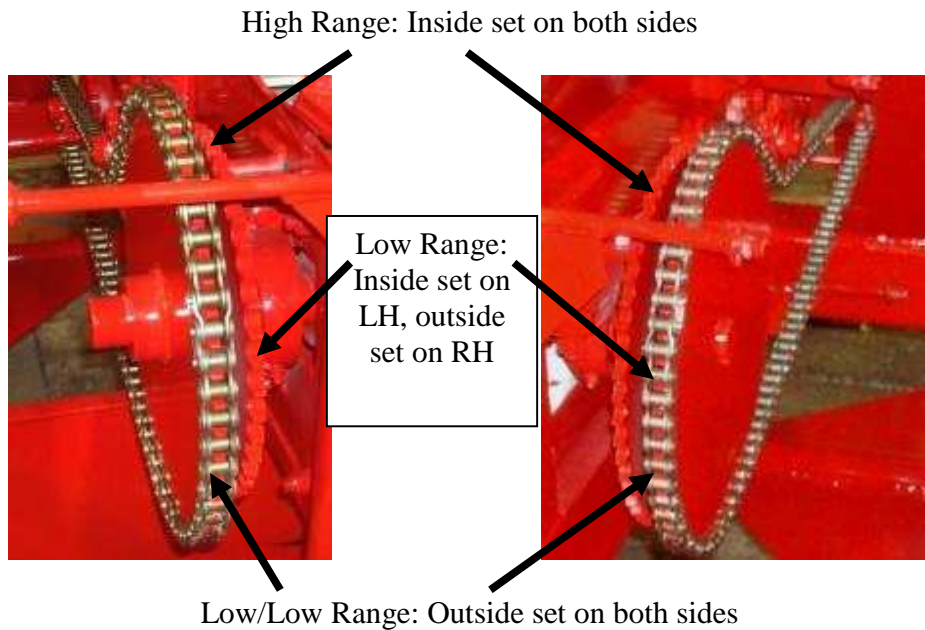 High Range: Inside set on both sides
Low Range:
Inside set on
LH, outside
set on RH
Low/Low Range: Outside set on both sides